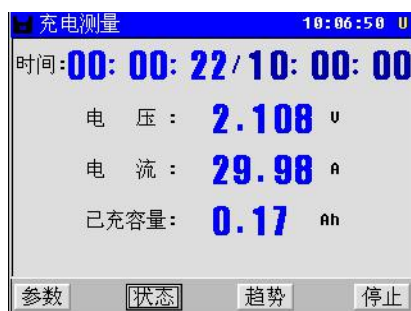 充电测量 10:06:50 U
时间:00: 00: 22/10: 00: 00
电 压 : 2.108 V
电 流 : 29.98 A
已充容量: 0.17 Ah
参数 状态 趋势 停止